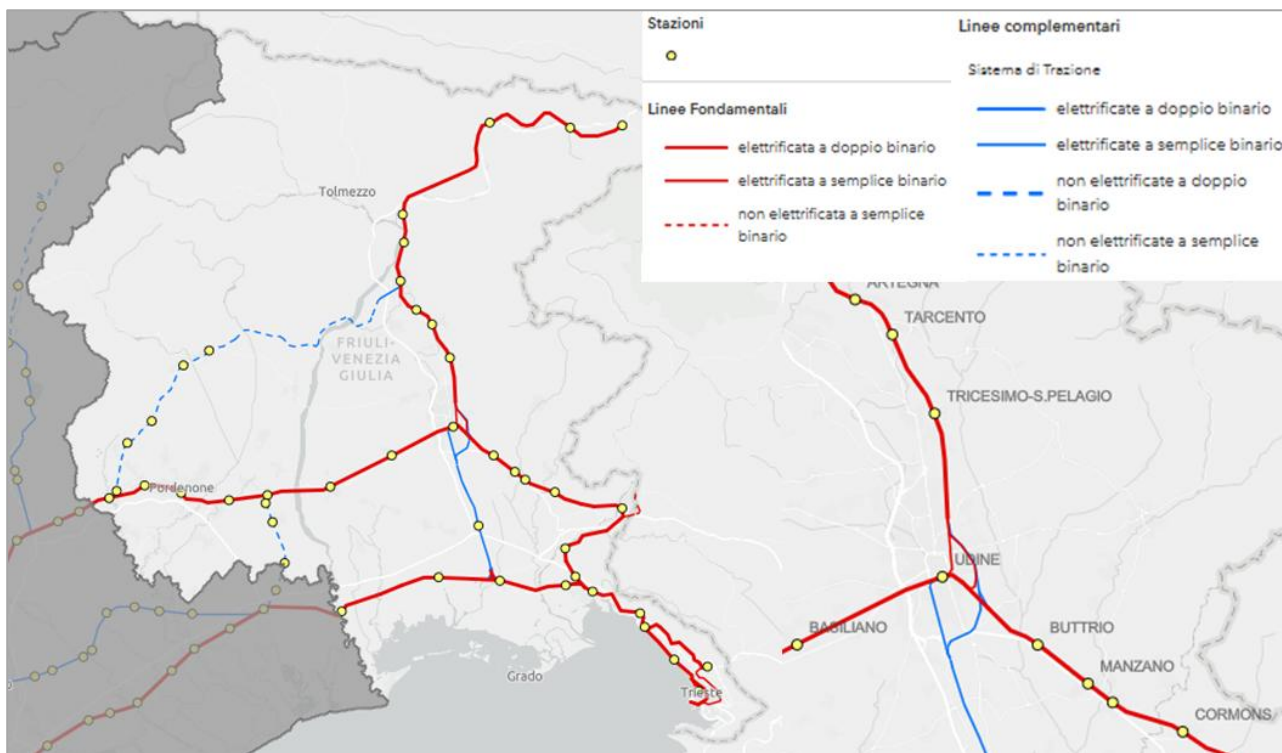 Stazioni
Linee Fondamentali
elettrificata a doppio binario
elettrificata a semplice binario
non elettrificata a semplice
binario
Linee complementari
Sistema di Trazione
elettrificate a doppio binario
elettrificate a semplice binario
non elettrificate a doppio
binario
non elettrificate a semplice
binario
Tolmezzo
FRIULI-
VENEZIA
GIULIA
Pordenone
Grado
Trieste
ARTEGNA
TARCENTO
TRICESIMO-S.PELAGIO
UDINE
BASILIANO
BUTTRIO
MANZANO
CORMONS